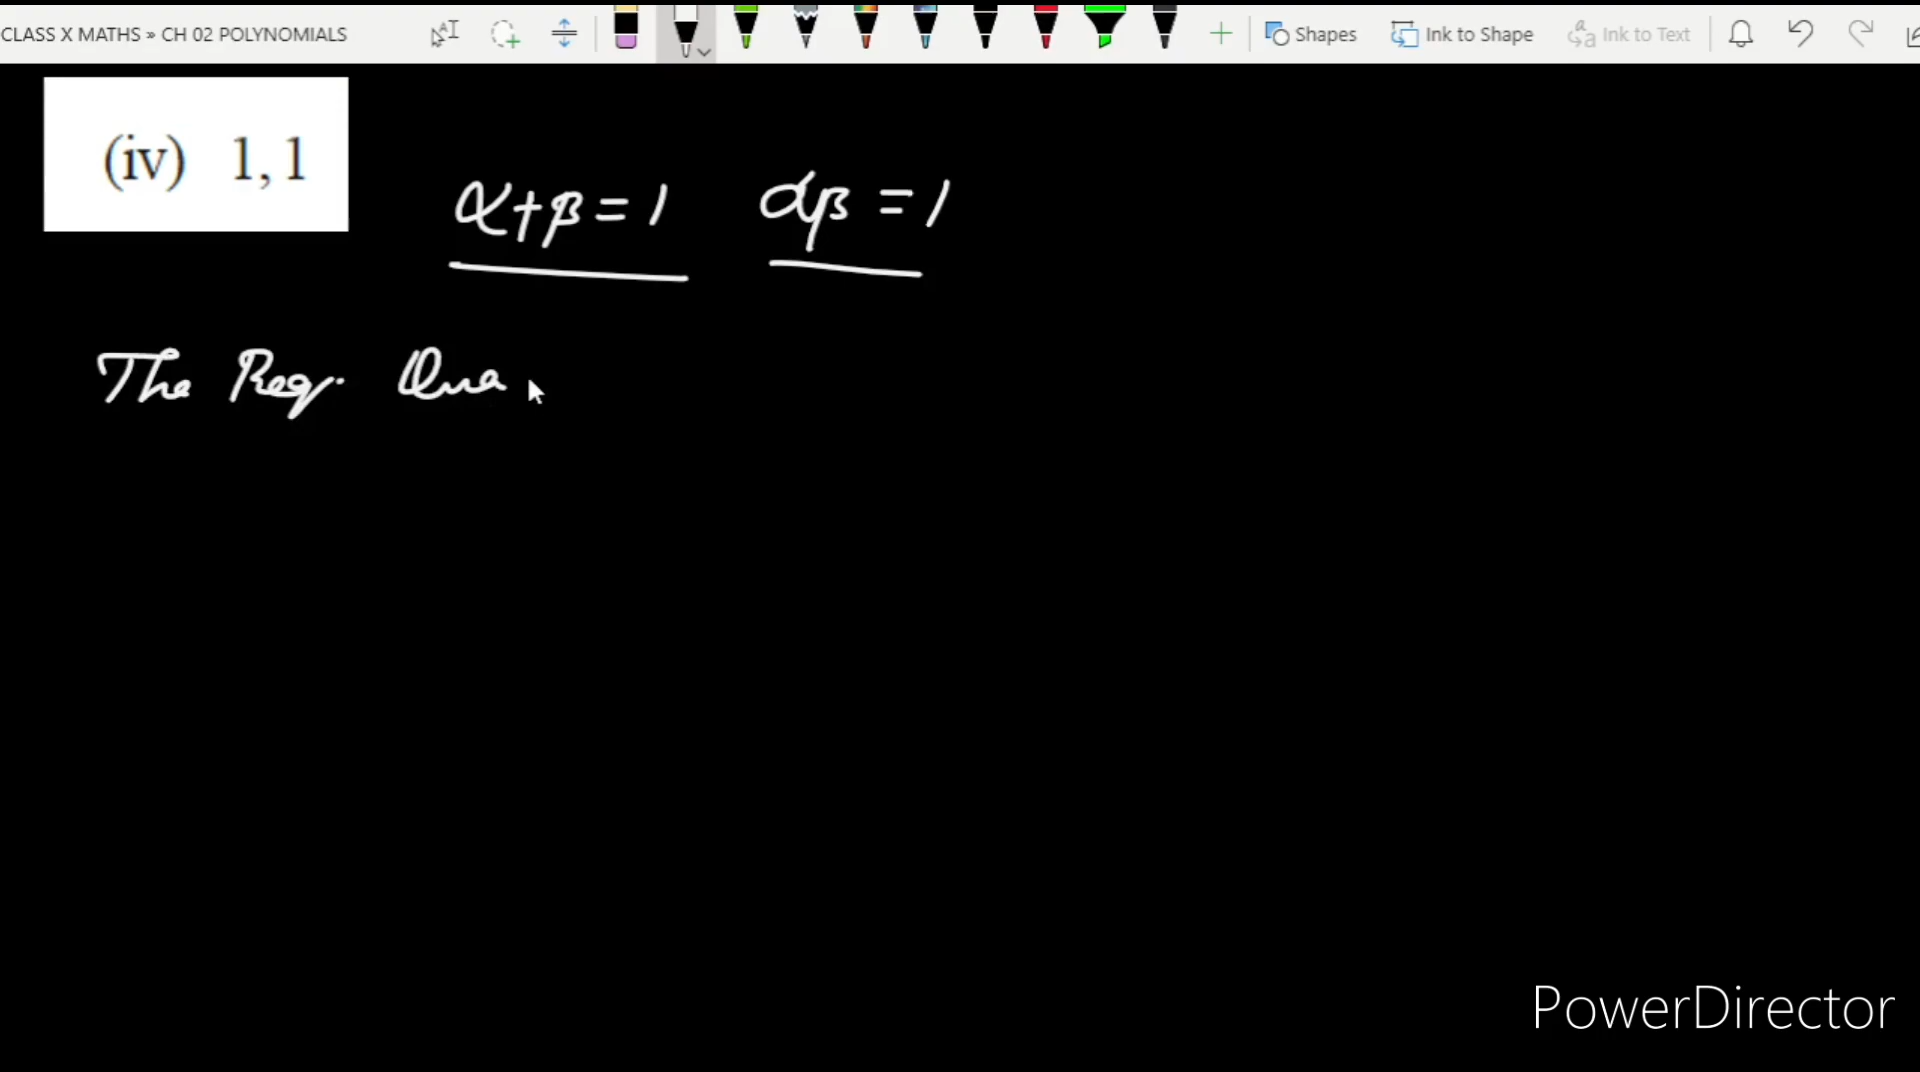 CLASS X MATHS » CH 02 POLYNOMIALS
Shapes
Ink to Shape
Ink to Text
(iv) 1, 1
α+β=1 αβ=1
The Req. Qua
PowerDirector